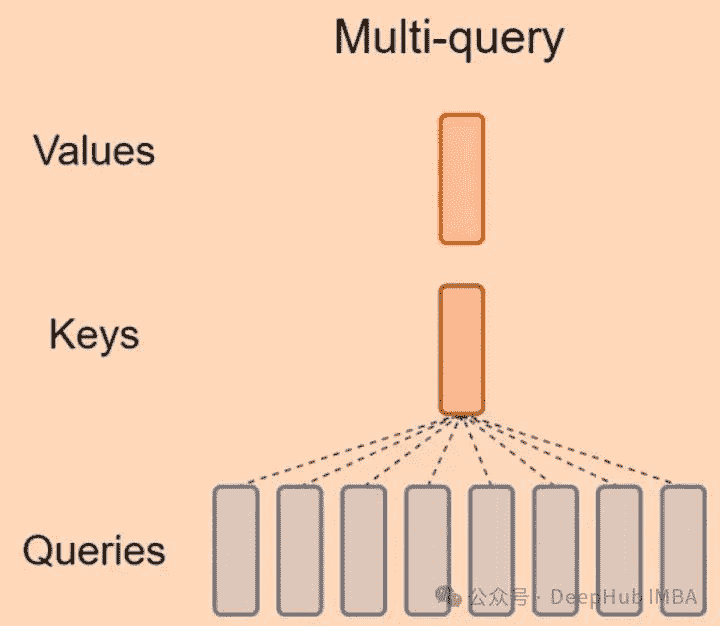 Multi-query
Values
Keys
Queries
公众号 · DeepHub IMBA